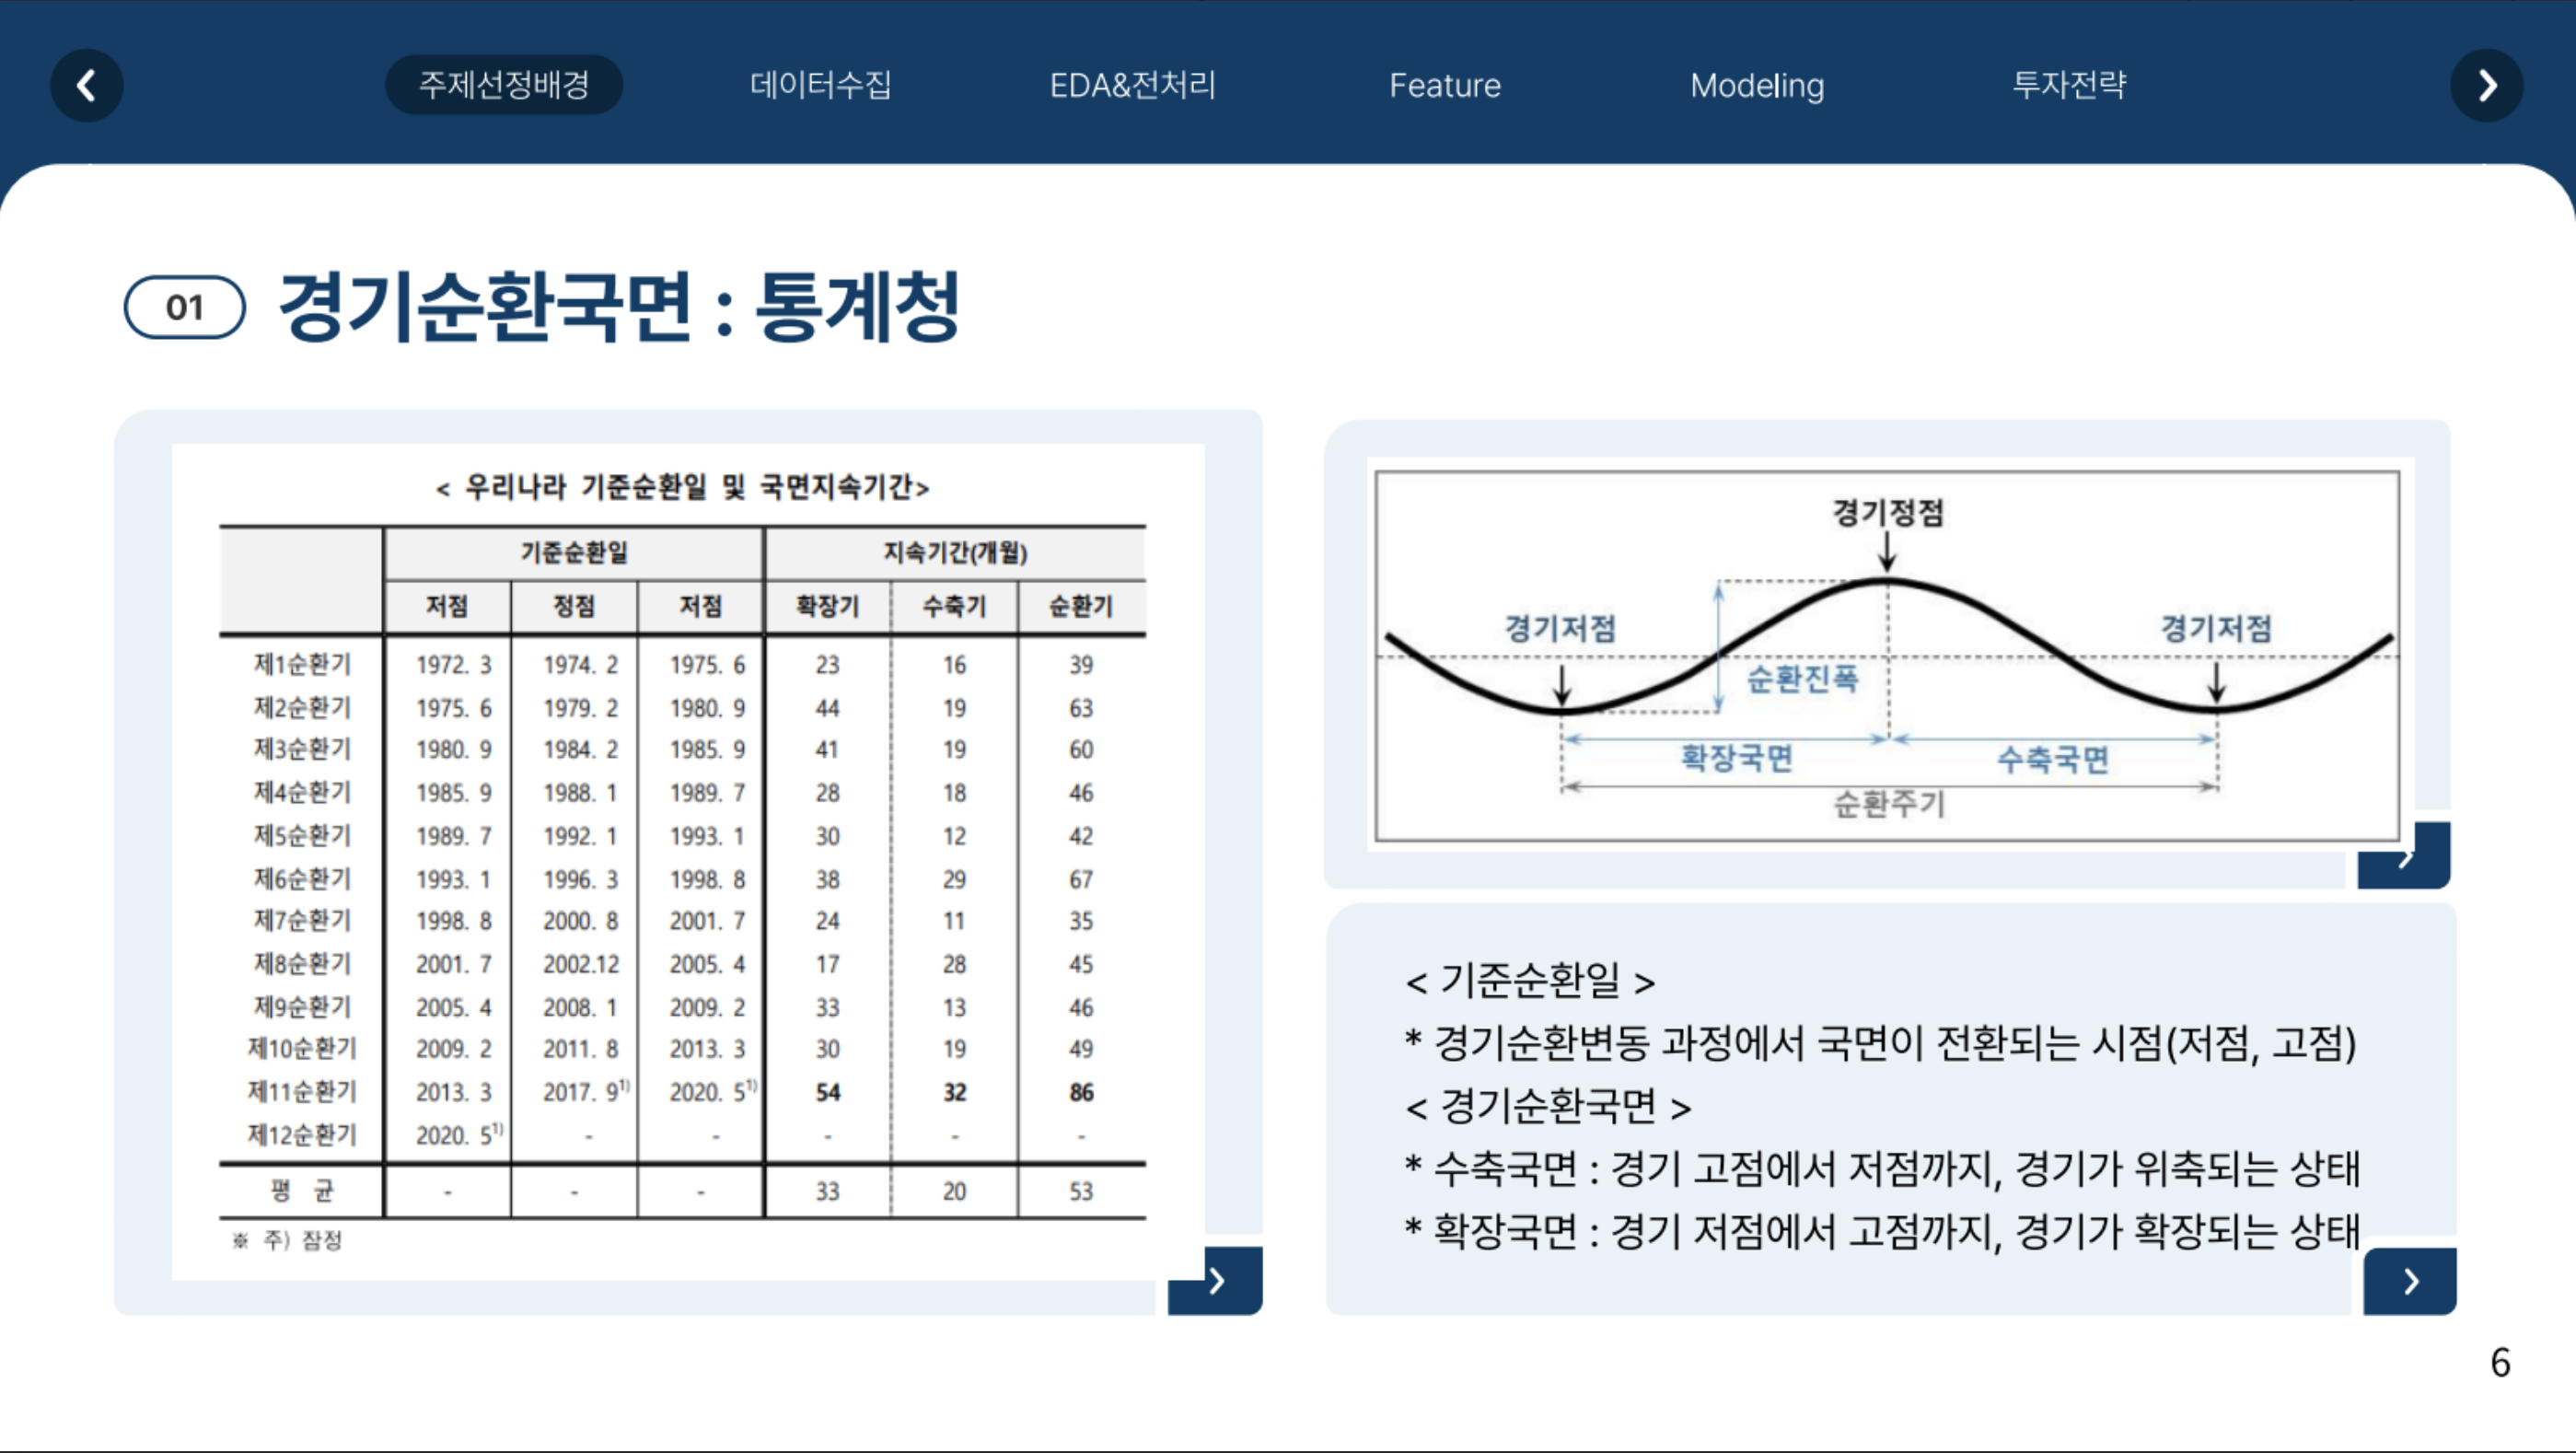 주제선정배경 데이터수집 EDA&전처리 Feature Modeling 투자전략
01 경기순환국면 : 통계청
< 우리나라 기준순환일 및 국면지속기간>
기준순환일 지속기간(개월)
저점 정점 저점 확장기 수축기 순환기
제1순환기 1972. 3 1974. 2 1975. 6 23 16 39
제2순환기 1975. 6 1979. 2 1980. 9 44 19 63
제3순환기 1980. 9 1984. 2 1985. 9 41 19 60
제4순환기 1985. 9 1988. 1 1989. 7 28 18 46
제5순환기 1989. 7 1992. 1 1993. 1 30 12 42
제6순환기 1993. 1 1996. 3 1998. 8 38 29 67
제7순환기 1998. 8 2000. 8 2001. 7 24 11 35
제8순환기 2001. 7 2002.12 2005. 4 17 28 45
제9순환기 2005. 4 2008. 1 2009. 2 33 13 46
제10순환기 2009. 2 2011. 8 2013. 3 30 19 49
제11순환기 2013. 3 2017. 9¹⁾ 2020. 5¹⁾ 54 32 86
제12순환기 2020. 5¹⁾ - - - - -
평 균 - - - 33 20 53
※ 주) 잠정
경기정점
경기저점 경기저점
순환진폭
확장국면 수축국면
순환주기
< 기준순환일 >
* 경기순환변동 과정에서 국면이 전환되는 시점(저점, 고점)
< 경기순환국면 >
* 수축국면 : 경기 고점에서 저점까지, 경기가 위축되는 상태
* 확장국면 : 경기 저점에서 고점까지, 경기가 확장되는 상태
6